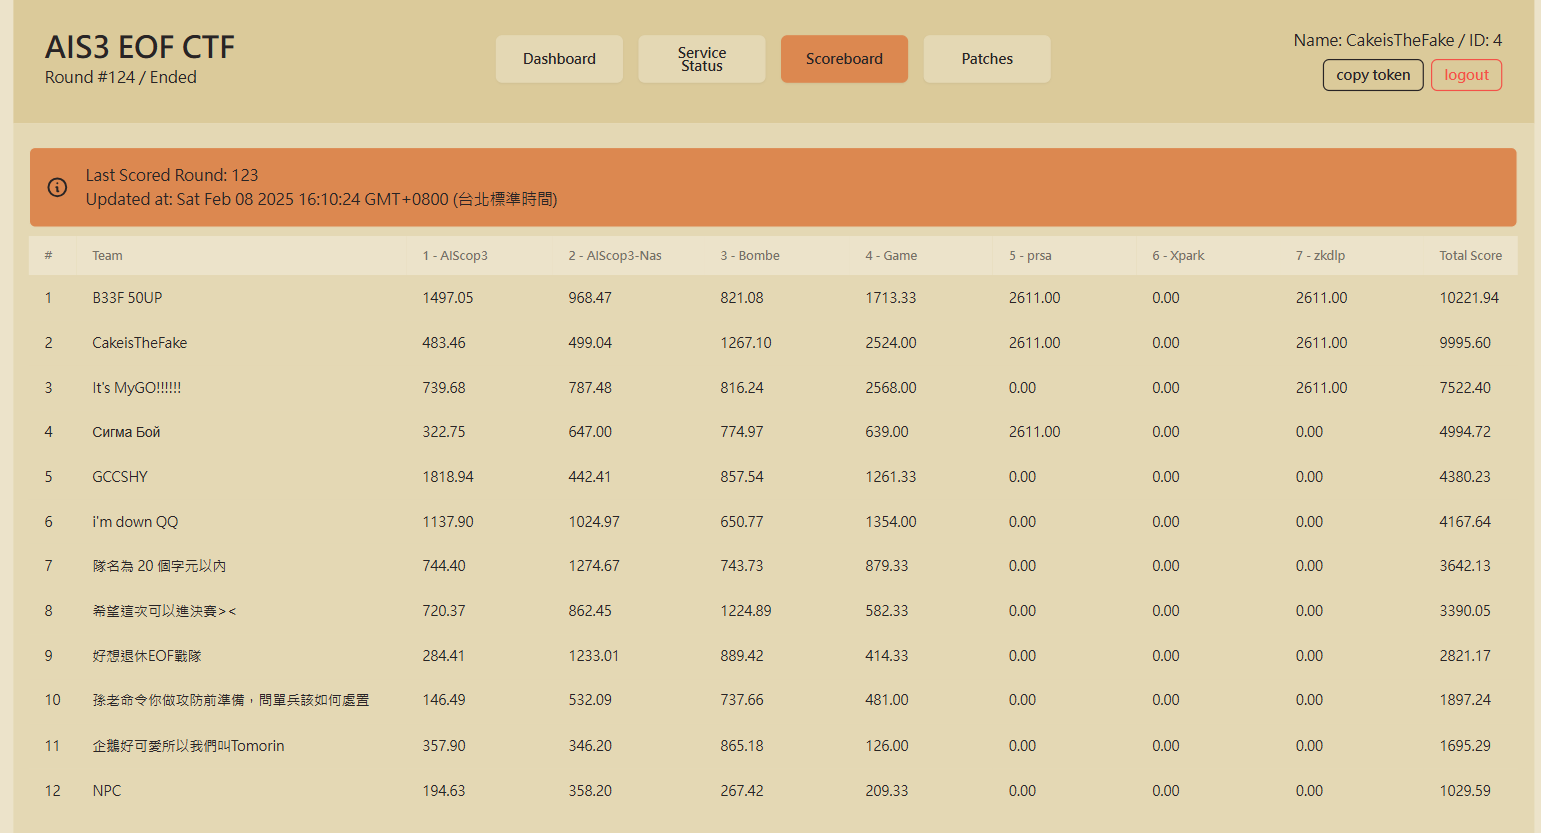 AIS3 EOF CTF
Round #124 / Ended
Dashboard
Service
Status
Scoreboard
Patches
Name: CakeisTheFake / ID: 4
copy token
logout
Last Scored Round: 123
Updated at: Sat Feb 08 2025 16:10:24 GMT+0800 (台北標準時間)
# Team 1 - AIScop3 2 - AIScop3-Nas 3 - Bombe 4 - Game 5 - prsa 6 - Xpark 7 - zkdlp Total Score
1 B33F 50UP 1497.05 968.47 821.08 1713.33 2611.00 0.00 2611.00 10221.94
2 CakeisTheFake 483.46 499.04 1267.10 2524.00 2611.00 0.00 2611.00 9995.60
3 It's MyGO!!!!!! 739.68 787.48 816.24 2568.00 0.00 0.00 2611.00 7522.40
4 Сигма Бой 322.75 647.00 774.97 639.00 2611.00 0.00 0.00 4994.72
5 GCCSHY 1818.94 442.41 857.54 1261.33 0.00 0.00 0.00 4380.23
6 i'm down QQ 1137.90 1024.97 650.77 1354.00 0.00 0.00 0.00 4167.64
7 隊名為 20 個字元以內 744.40 1274.67 743.73 879.33 0.00 0.00 0.00 3642.13
8 希望這次可以進決賽>< 720.37 862.45 1224.89 582.33 0.00 0.00 0.00 3390.05
9 好想退休EOF戰隊 284.41 1233.01 889.42 414.33 0.00 0.00 0.00 2821.17
10 孫老命令你做攻防前準備，問單兵該如何處置 146.49 532.09 737.66 481.00 0.00 0.00 0.00 1897.24
11 企鵝好可愛所以我們叫Tomorin 357.90 346.20 865.18 126.00 0.00 0.00 0.00 1695.29
12 NPC 194.63 358.20 267.42 209.33 0.00 0.00 0.00 1029.59